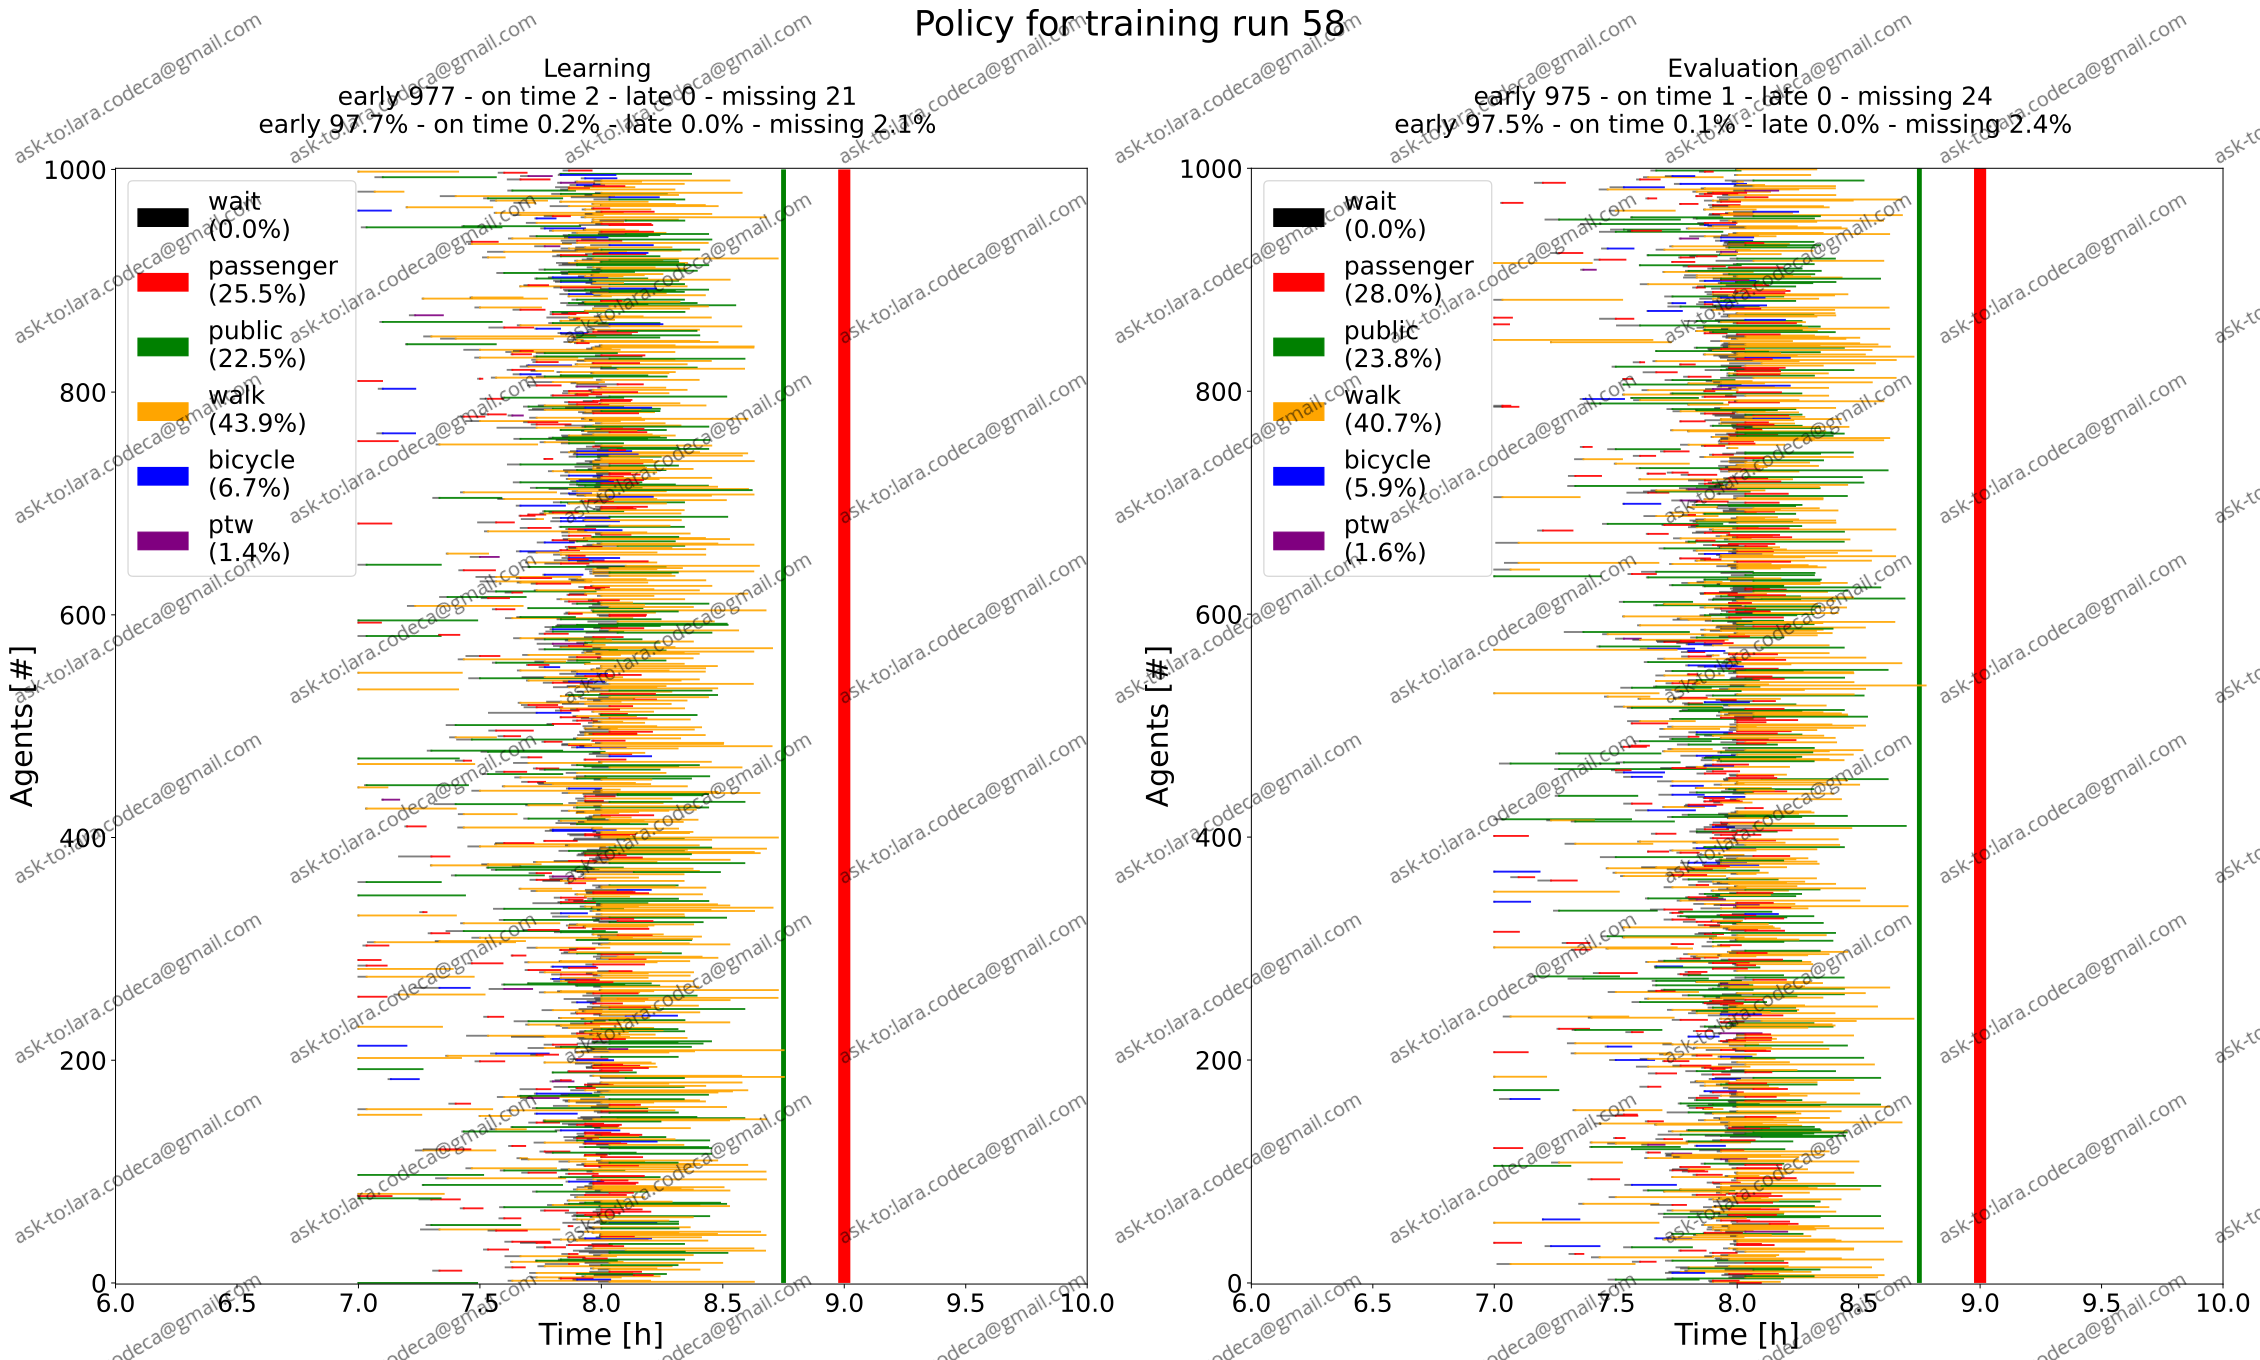 Policy for training run 58
Learning
early 977 - on time 2 - late 0 - missing 21
early 97.7% - on time 0.2% - late 0.0% - missing 2.1%
1000
800
600
400
200
0
Agents [#]
wait
(0.0%)
passenger
(25.5%)
public
(22.5%)
walk
(43.9%)
bicycle
(6.7%)
ptw
(1.4%)
6.0 6.5 7.0 7.5 8.0 8.5 9.0 9.5 10.0
Time [h]
Evaluation
early 975 - on time 1 - late 0 - missing 24
early 97.5% - on time 0.1% - late 0.0% - missing 2.4%
1000
800
600
400
200
0
Agents [#]
wait
(0.0%)
passenger
(28.0%)
public
(23.8%)
walk
(40.7%)
bicycle
(5.9%)
ptw
(1.6%)
6.0 6.5 7.0 7.5 8.0 8.5 9.0 9.5 10.0
Time [h]
ask-to:lara.codeca@gmail.com